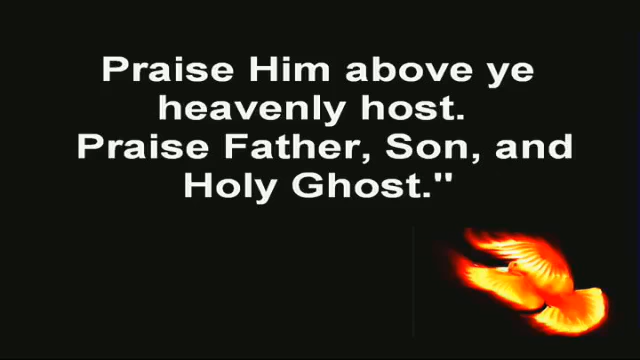 Praise Him above ye
heavenly host.
Praise Father, Son, and
Holy Ghost."